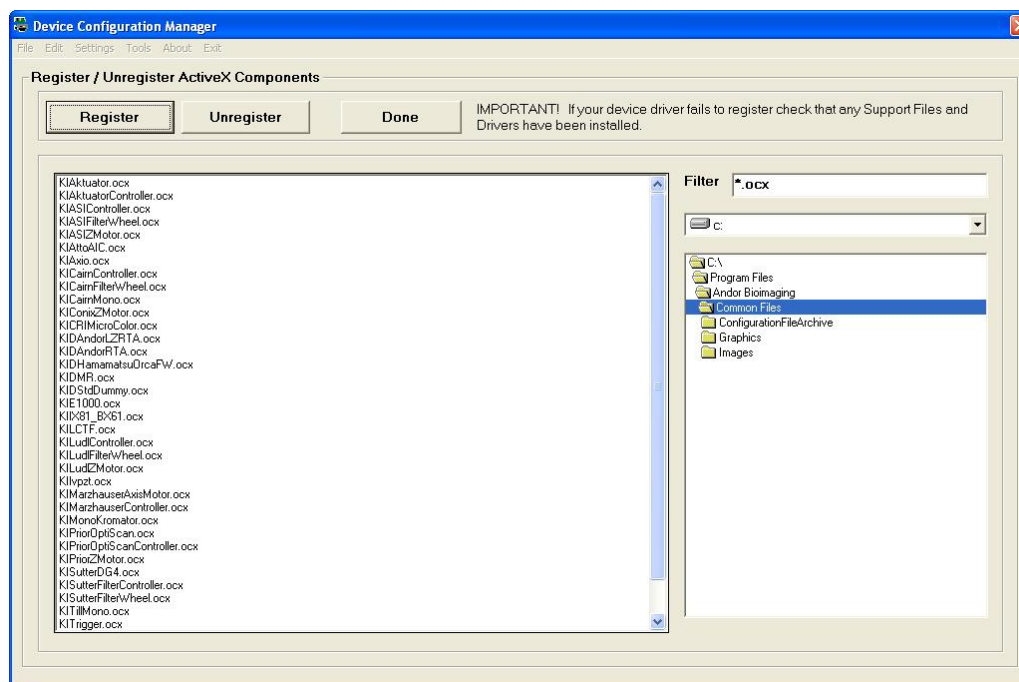 Device Configuration Manager
File Edit Settings Tools About Exit
Register / Unregister ActiveX Components
Register
Unregister
Done
IMPORTANT! If your device driver fails to register check that any Support Files and
Drivers have been installed.
KIAktuator.ocx
KIAktuatorController.ocx
KIASIController.ocx
KIASIFilterWheel.ocx
KIASIZMotor.ocx
KIAttoAIC.ocx
KIAxio.ocx
KICairnController.ocx
KICairnFilterWheel.ocx
KICairnMono.ocx
KIConixZMotor.ocx
KICRIMicroColor.ocx
KIDAndorLZRTA.ocx
KIDAndorRTA.ocx
KIDHamamatsuOrcaFW.ocx
KIDMR.ocx
KIDStdDummy.ocx
KIE1000.ocx
KIIX81_BX61.ocx
KILCTF.ocx
KILudlController.ocx
KILudlFilterWheel.ocx
KILudlZMotor.ocx
KIlvpzt.ocx
KIMarzhauserAxisMotor.ocx
KIMarzhauserController.ocx
KIMonoKromator.ocx
KIPriorOptiScan.ocx
KIPriorOptiScanController.ocx
KIPriorZMotor.ocx
KISutterDG4.ocx
KISutterFilterController.ocx
KISutterFilterWheel.ocx
KITillMono.ocx
KITrigger.ocx
Filter *.ocx
c:
C:\
Program Files
Andor Bioimaging
Common Files
ConfigurationFileArchive
Graphics
Images